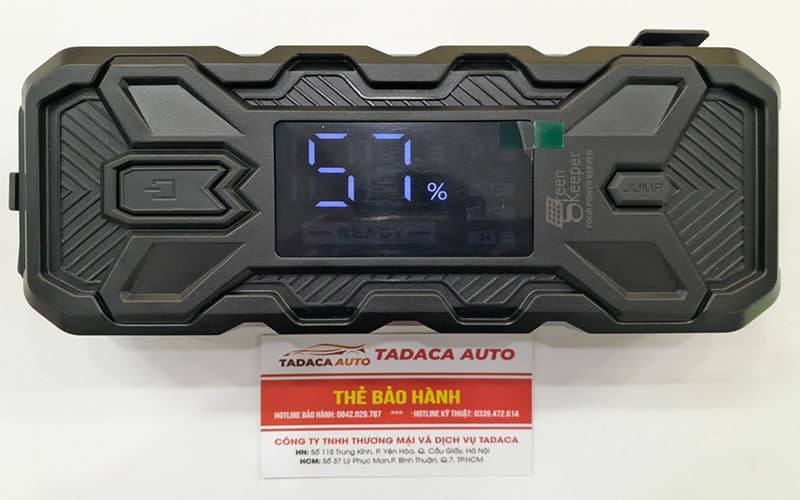 57 %
READY
HT
JUMP
Geen
Keeper
YOUR POWER KEEPER
TADACA AUTO
TADACA AUTO
THẺ BẢO HÀNH
HOTLINE BẢO HÀNH: 0842.029.787 *** HOTLINE KỸ THUẬT: 0339.472.614
CÔNG TY TNHH THƯƠNG MẠI VÀ DỊCH VỤ TADACA
HN: Số 116 Trung Kính, P. Yên Hòa, Q. Cầu Giấy, Hà Nội
HCM: Số 37 Lý Phục Man,P. Bình Thuận, Q.7, TP.HCM